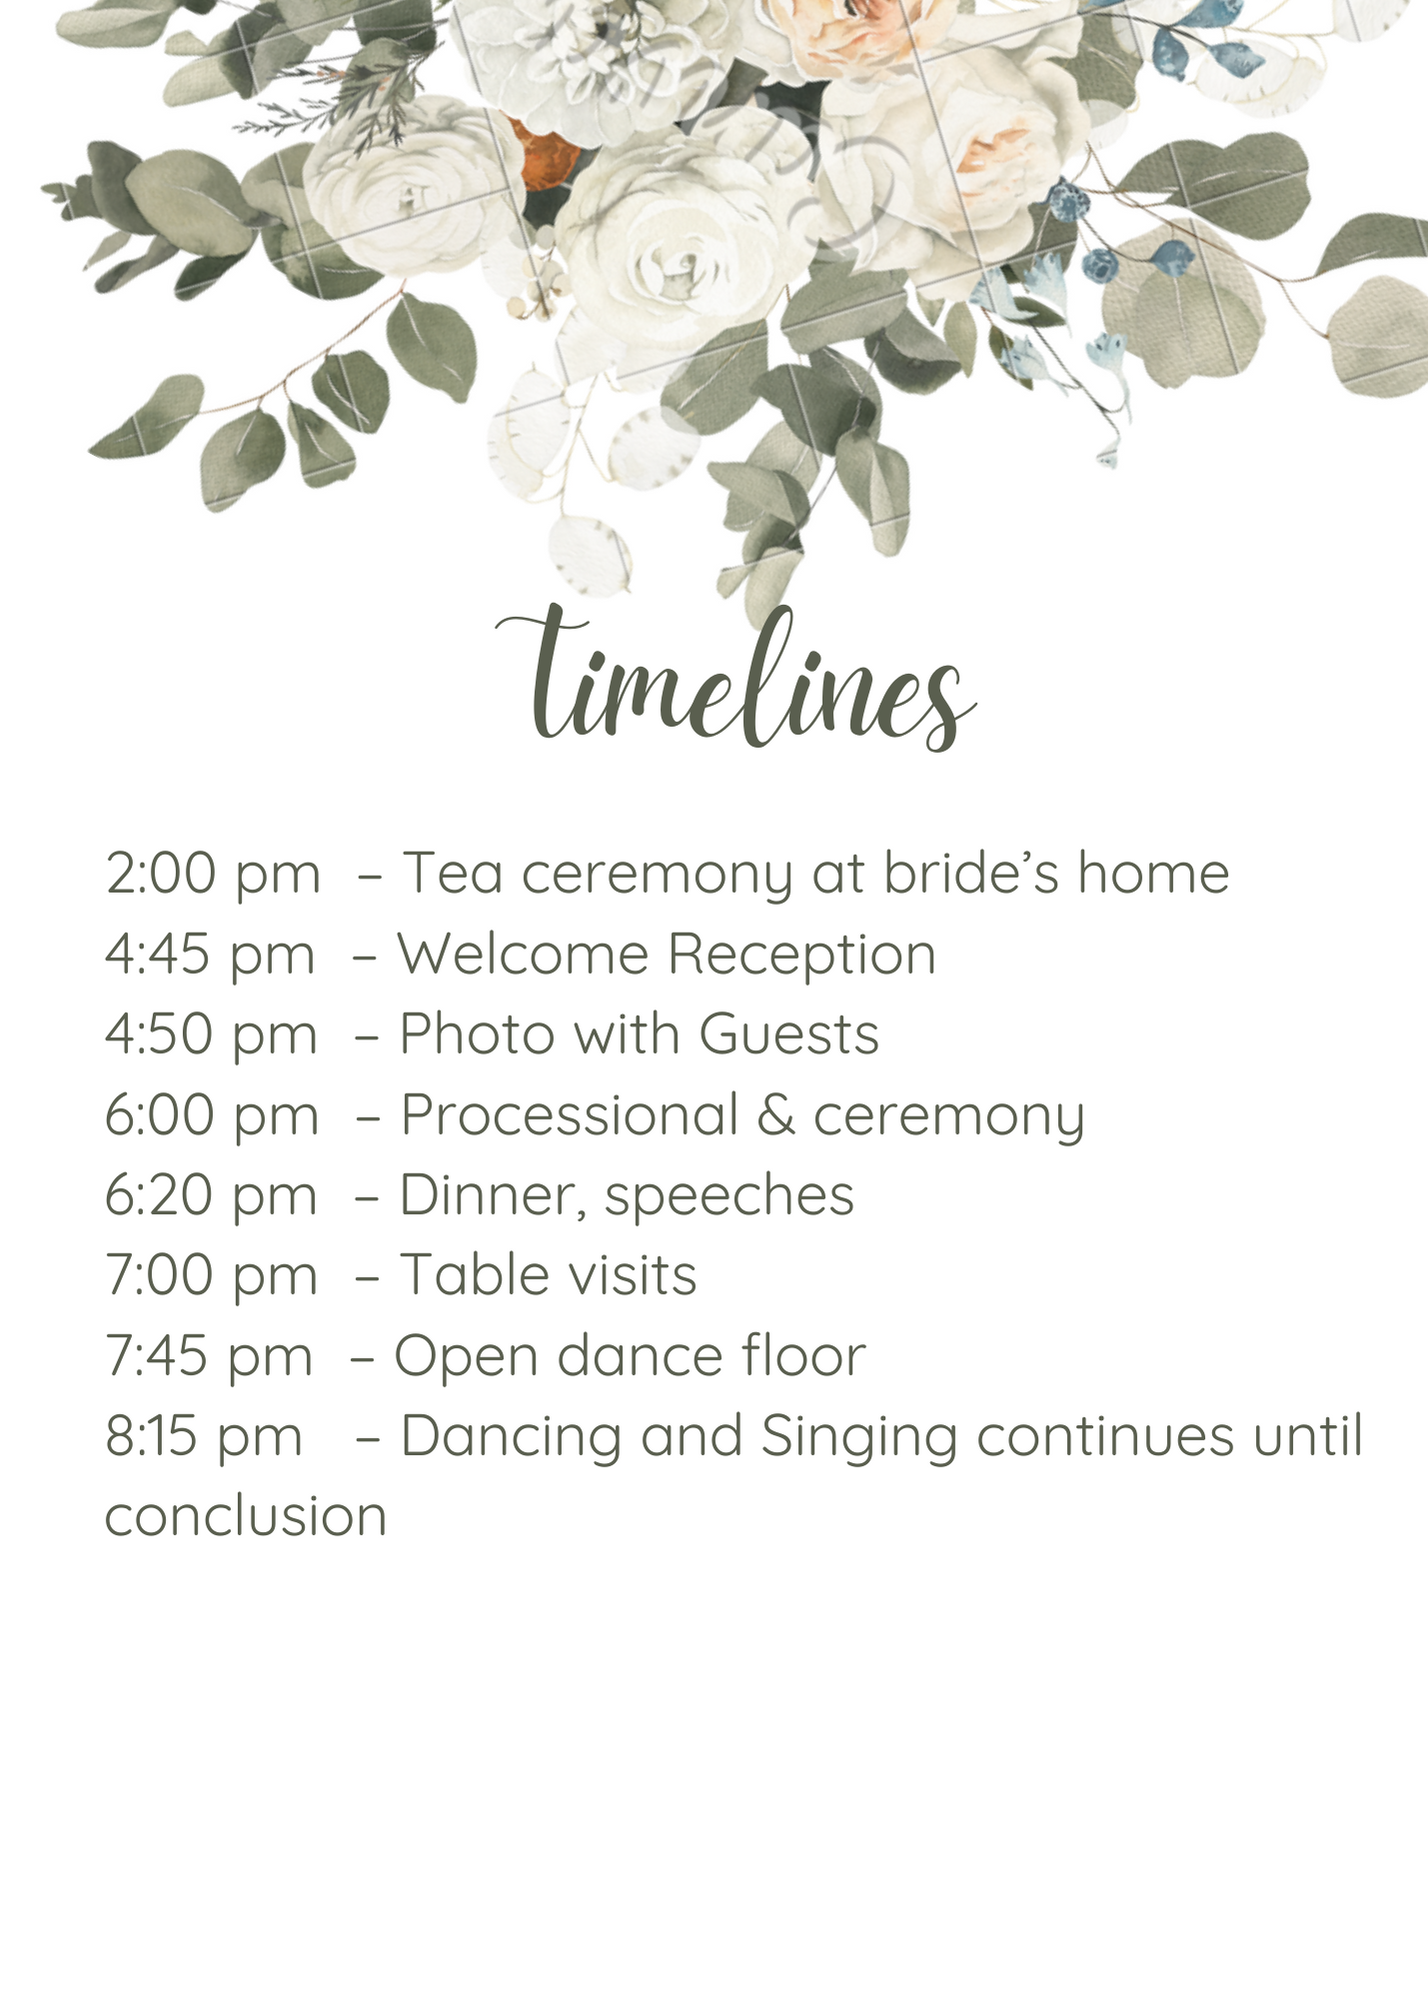 timelines
2:00 pm – Tea ceremony at bride’s home
4:45 pm – Welcome Reception
4:50 pm – Photo with Guests
6:00 pm – Processional & ceremony
6:20 pm – Dinner, speeches
7:00 pm – Table visits
7:45 pm – Open dance floor
8:15 pm – Dancing and Singing continues until
conclusion